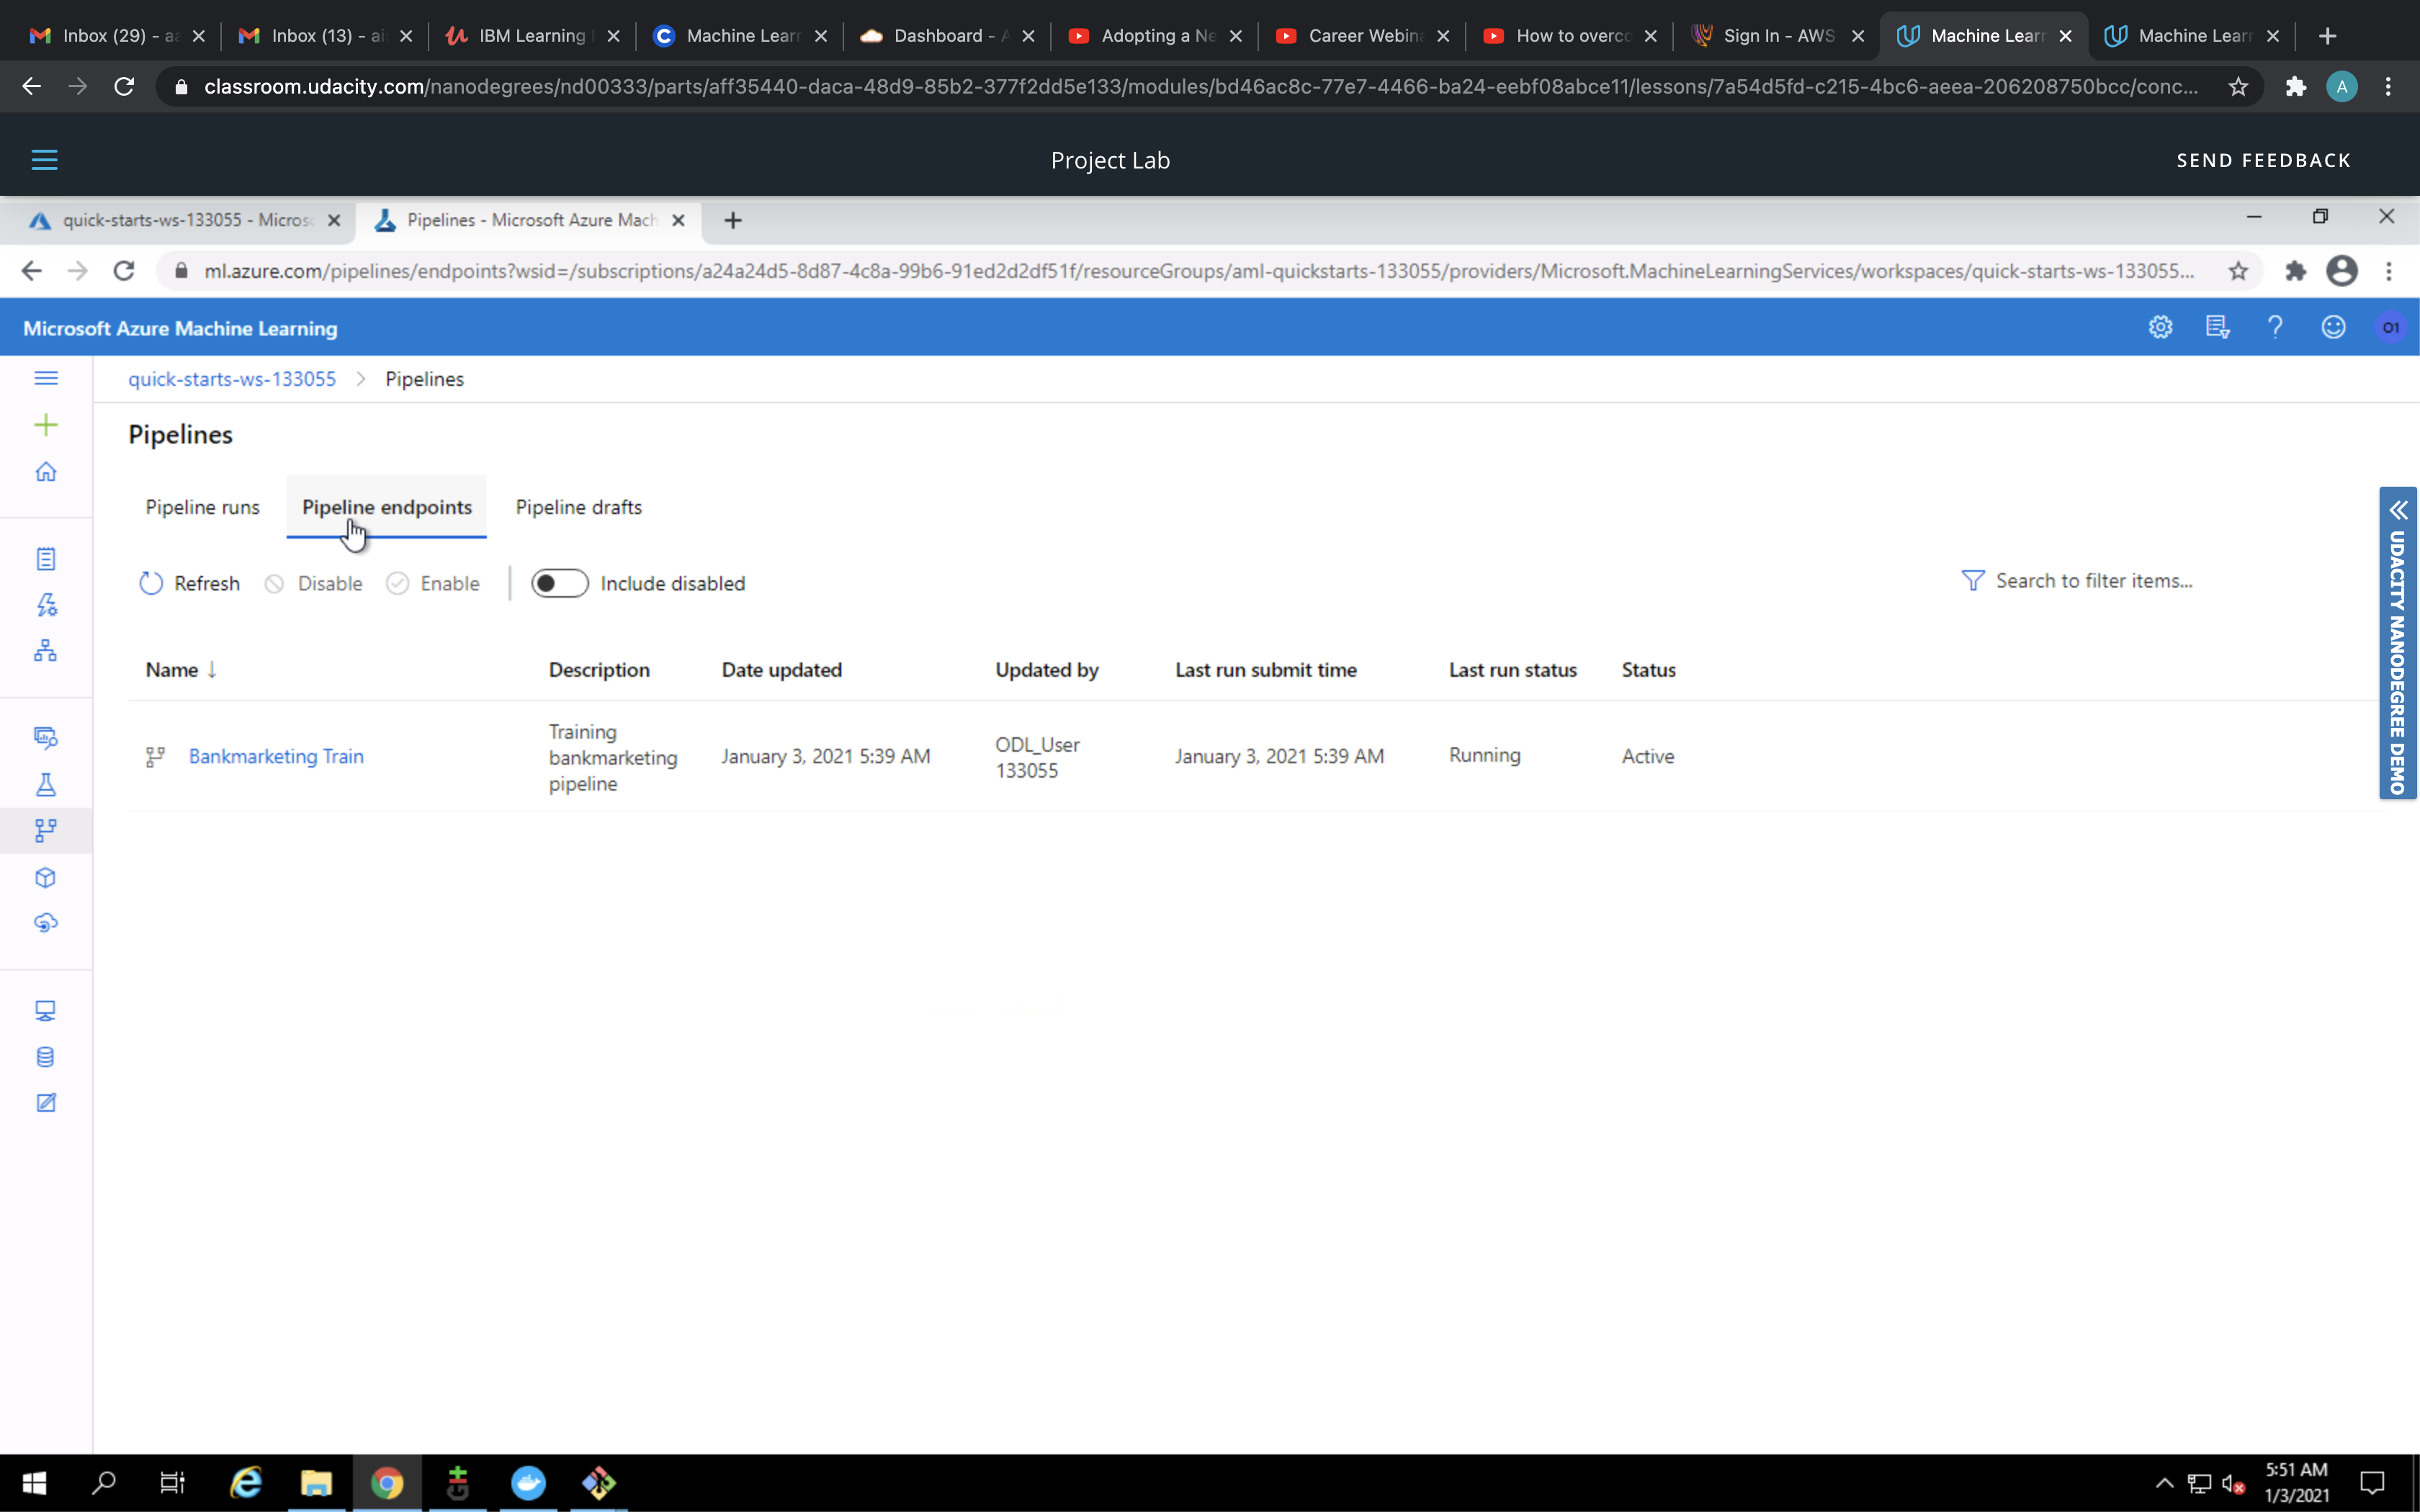 Inbox (29) - aa
Inbox (13) - ai
IBM Learning
Machine Lear
Dashboard - A
Adopting a Ne
Career Webina
How to overco
Sign In - AWS
Machine Lear
Machine Lear
classroom.udacity.com/nanodegrees/nd00333/parts/aff35440-daca-48d9-85b2-377f2dd5e133/modules/bd46ac8c-77e7-4466-ba24-eebf08abce11/lessons/7a54d5fd-c215-4bc6-aeea-206208750bcc/conc...
A
Project Lab
SEND FEEDBACK
quick-starts-ws-133055 - Micros
Pipelines - Microsoft Azure Mach
ml.azure.com/pipelines/endpoints?wsid=/subscriptions/a24a24d5-8d87-4c8a-99b6-91ed2d2df51f/resourceGroups/aml-quickstarts-133055/providers/Microsoft.MachineLearningServices/workspaces/quick-starts-ws-133055...
Microsoft Azure Machine Learning
O1
quick-starts-ws-133055 > Pipelines
Pipelines
Pipeline runs
Pipeline endpoints
Pipeline drafts
Refresh
Disable
Enable
Include disabled
Search to filter items...
Name
Description
Date updated
Updated by
Last run submit time
Last run status
Status
Bankmarketing Train
Training
bankmarketing
pipeline
January 3, 2021 5:39 AM
ODL_User
133055
January 3, 2021 5:39 AM
Running
Active
UDACITY NANODEGREE DEMO
5:51 AM
1/3/2021